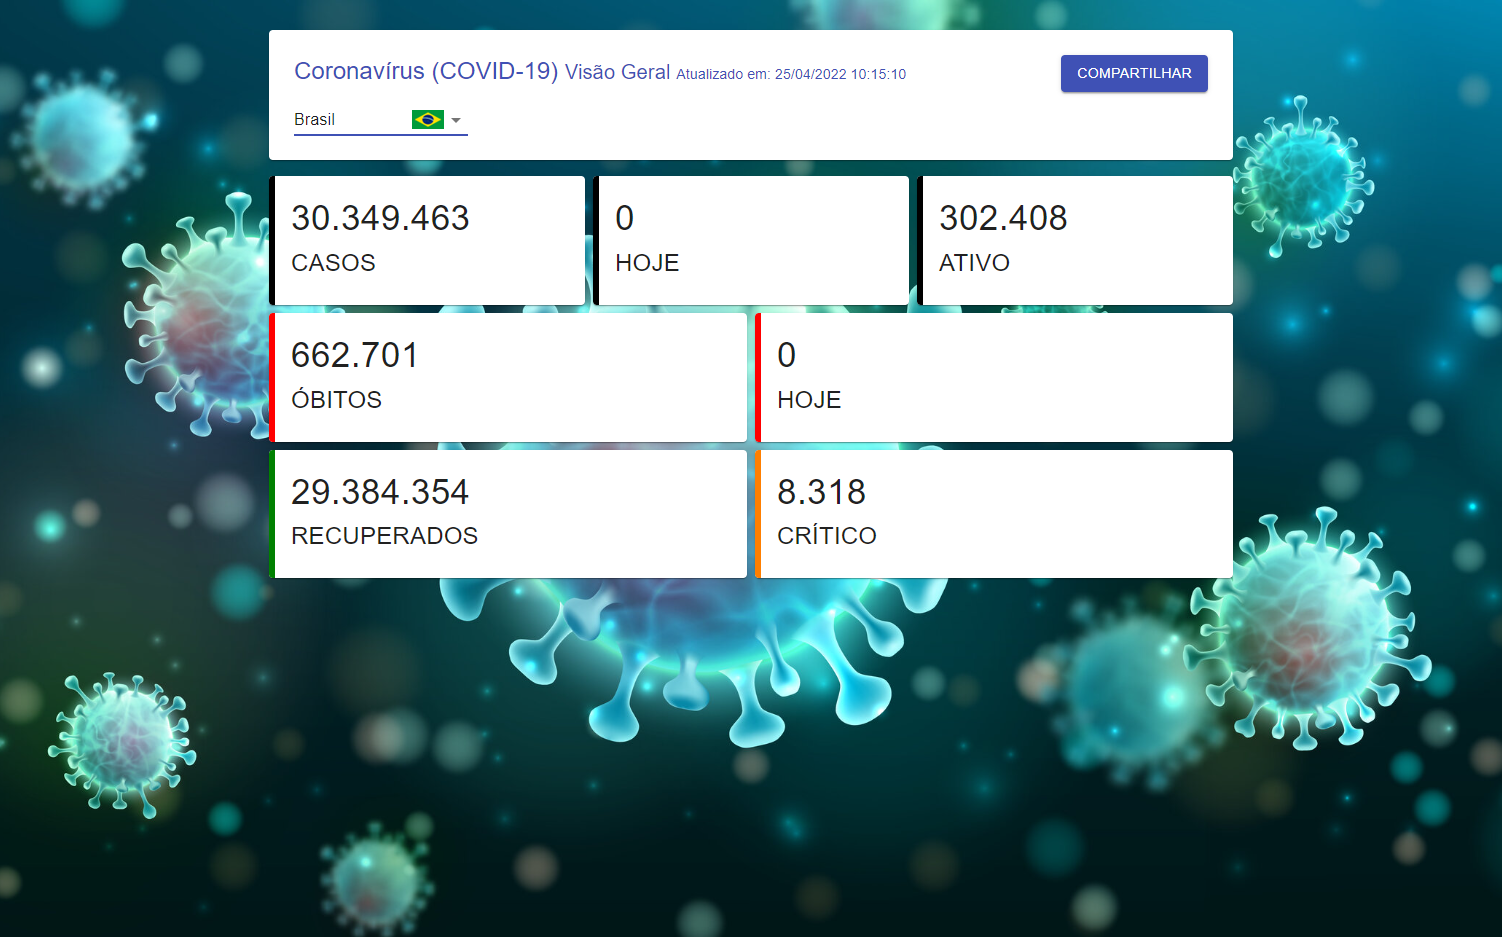 Coronavírus (COVID-19) Visão Geral Atualizado em: 25/04/2022 10:15:10
COMPARTILHAR
Brasil
30.349.463
CASOS
0
HOJE
302.408
ATIVO
662.701
ÓBITOS
0
HOJE
29.384.354
RECUPERADOS
8.318
CRÍTICO